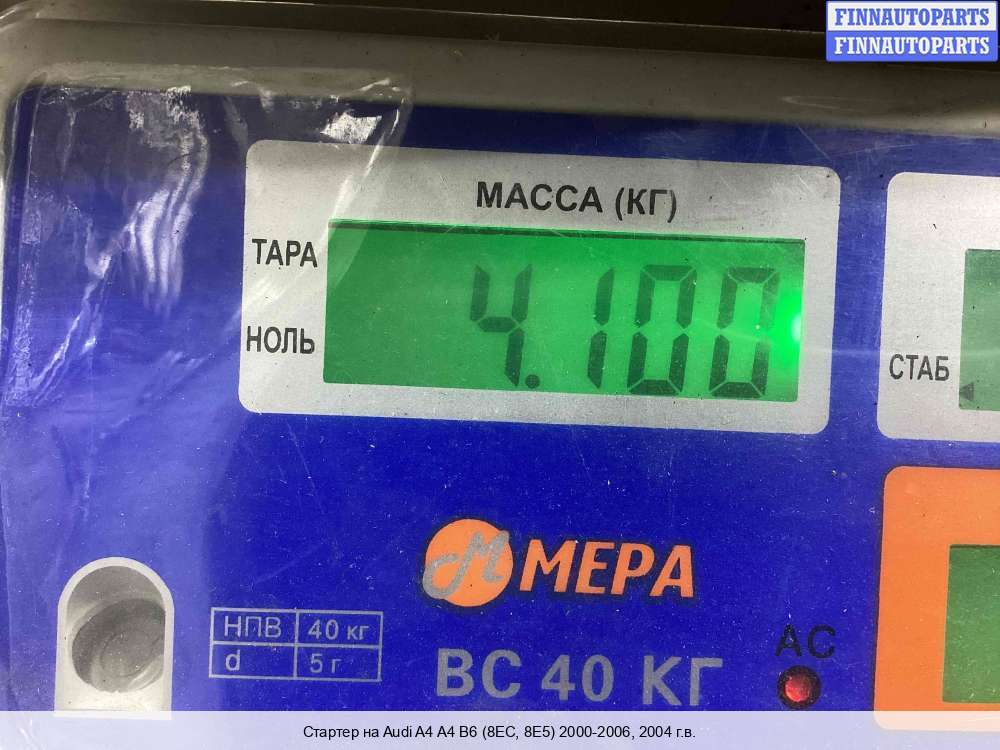 FINNAUTOPARTS
FINNAUTOPARTS
МАССА (КГ)
ТАРА
4.100
НОЛЬ
СТАБ
М МЕРА
НПВ 40 кг
d 5 г
ВС 40 КГ
AC
Стартер на Audi A4 A4 B6 (8EC, 8E5) 2000-2006, 2004 г.в.